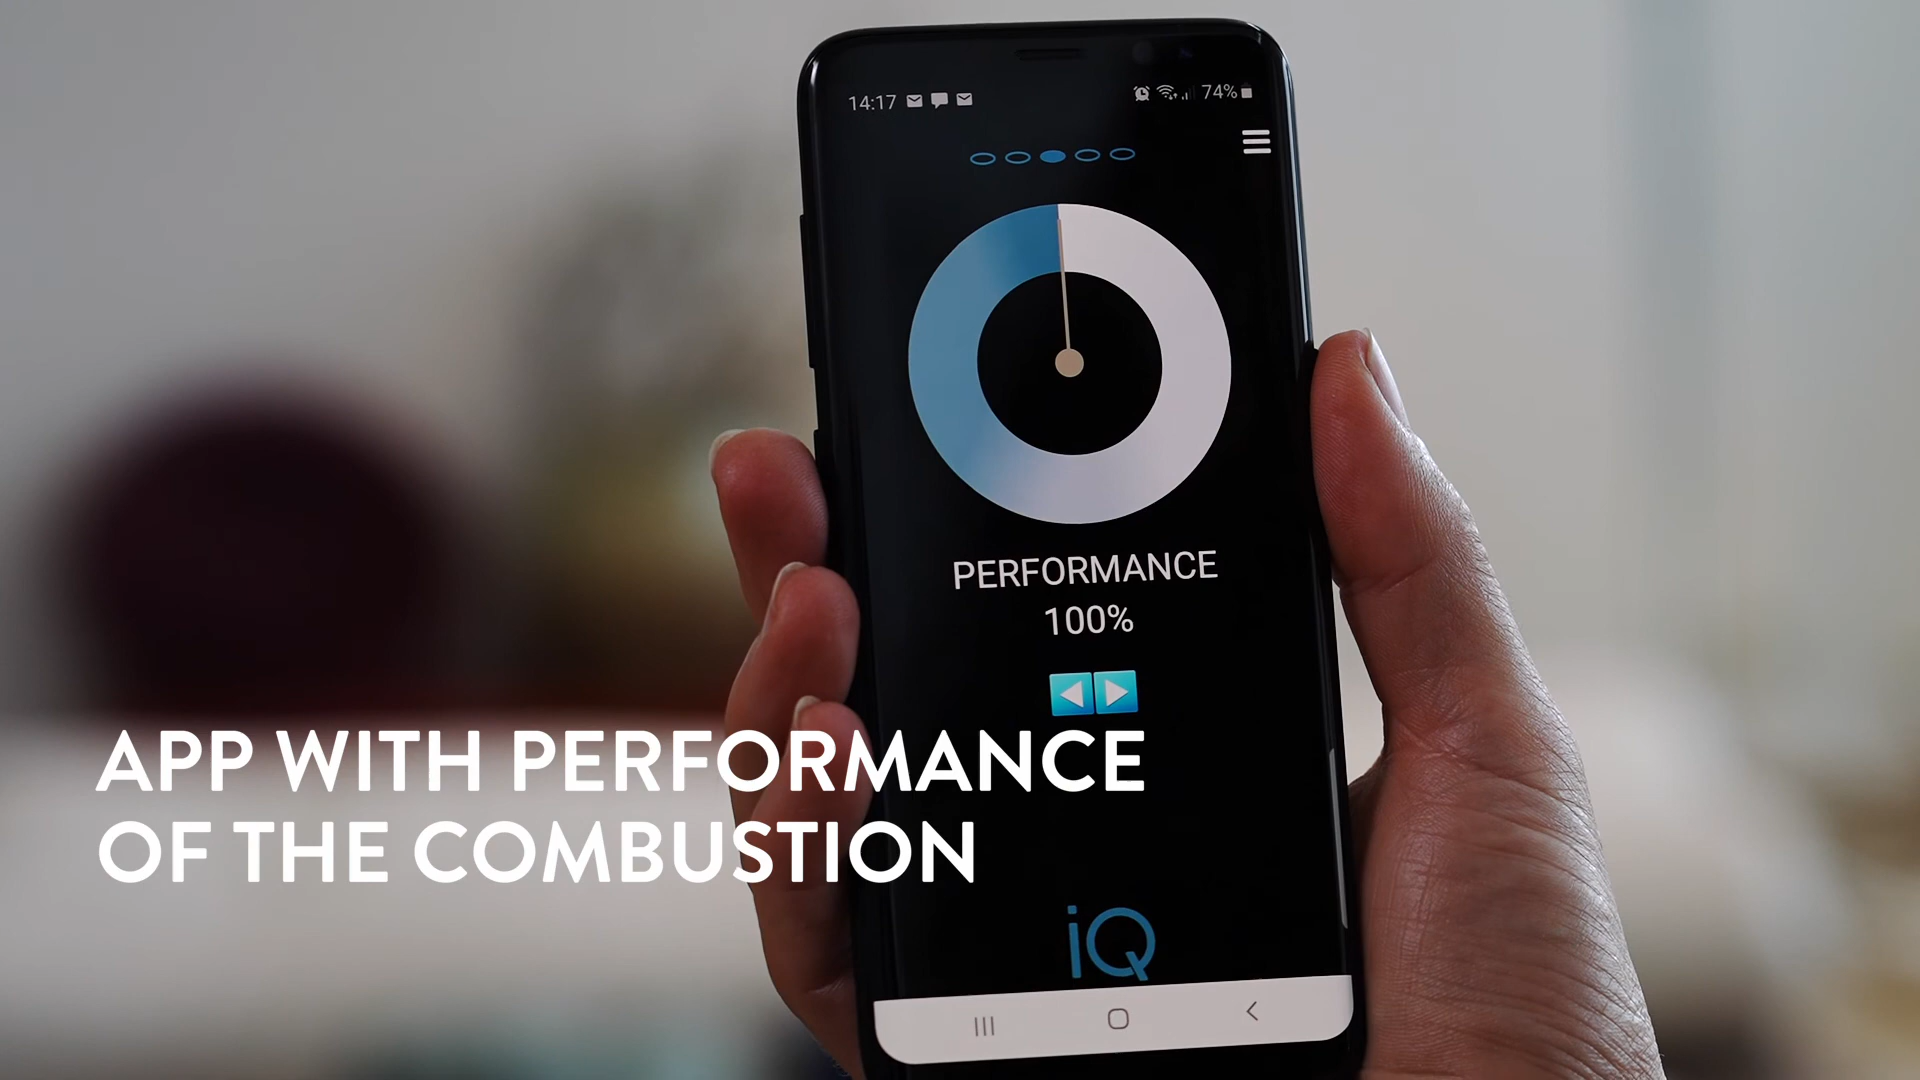 14:17
74%
PERFORMANCE
100%
APP WITH PERFORMANCE
OF THE COMBUSTION
iQ